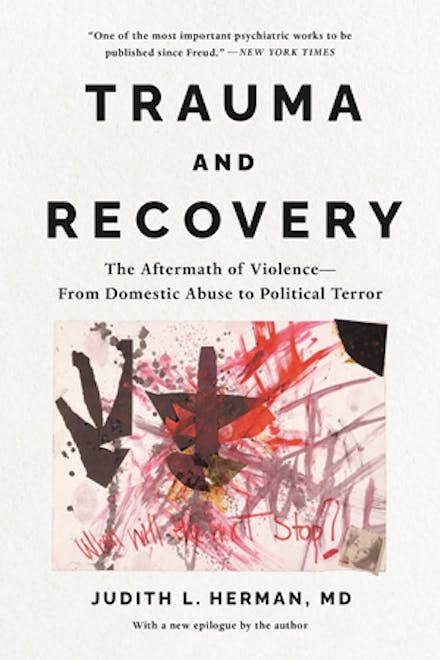 “One of the most important psychiatric works to be
published since Freud.” —NEW YORK TIMES
TRAUMA
AND
RECOVERY
The Aftermath of Violence—
From Domestic Abuse to Political Terror
When will the hurt Stop?
JUDITH L. HERMAN, MD
With a new epilogue by the author